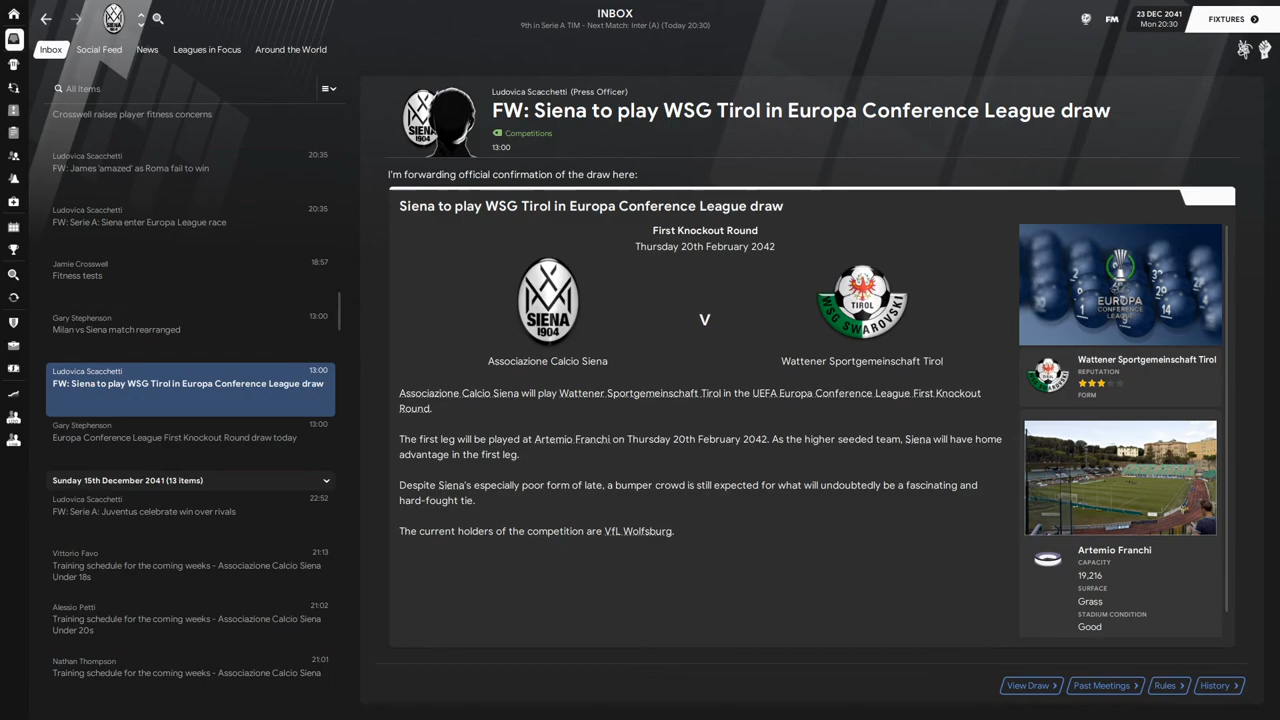 INBOX
9th in Serie A TIM - Next Match: Inter (A) (Today 20:30)
FM
23 DEC 2041
Mon 20:30
FIXTURES
Inbox
Social Feed
News
Leagues in Focus
Around the World
All Items
Crosswell raises player fitness concerns
Ludovica Scacchetti
20:35
FW: James 'amazed' as Roma fail to win
Ludovica Scacchetti
20:35
FW: Serie A: Siena enter Europa League race
Jamie Crosswell
18:57
Fitness tests
Gary Stephenson
13:00
Milan vs Siena match rearranged
Ludovica Scacchetti
13:00
FW: Siena to play WSG Tirol in Europa Conference League draw
Gary Stephenson
13:00
Europa Conference League First Knockout Round draw today
Sunday 15th December 2041 (13 items)
Ludovica Scacchetti
22:52
FW: Serie A: Juventus celebrate win over rivals
Vittorio Favo
21:13
Training schedule for the coming weeks - Associazione Calcio Siena
Under 18s
Alessio Petti
21:02
Training schedule for the coming weeks - Associazione Calcio Siena
Under 20s
Nathan Thompson
21:01
Training schedule for the coming weeks - Associazione Calcio Siena
SIENA
1904
Ludovica Scacchetti (Press Officer)
FW: Siena to play WSG Tirol in Europa Conference League draw
Competitions
13:00
I'm forwarding official confirmation of the draw here:
Siena to play WSG Tirol in Europa Conference League draw
First Knockout Round
Thursday 20th February 2042
SIENA
1904
V
TIROL
WSG SWAROVSKI
Associazione Calcio Siena
Wattener Sportgemeinschaft Tirol
Associazione Calcio Siena will play Wattener Sportgemeinschaft Tirol in the UEFA Europa Conference League First Knockout
Round.
The first leg will be played at Artemio Franchi on Thursday 20th February 2042. As the higher seeded team, Siena will have home
advantage in the first leg.
Despite Siena's especially poor form of late, a bumper crowd is still expected for what will undoubtedly be a fascinating and
hard-fought tie.
The current holders of the competition are VfL Wolfsburg.
EUROPA
CONFERENCE
LEAGUE
Wattener Sportgemeinschaft Tirol
REPUTATION
FORM
Artemio Franchi
CAPACITY
19,216
SURFACE
Grass
STADIUM CONDITION
Good
View Draw
Past Meetings
Rules
History